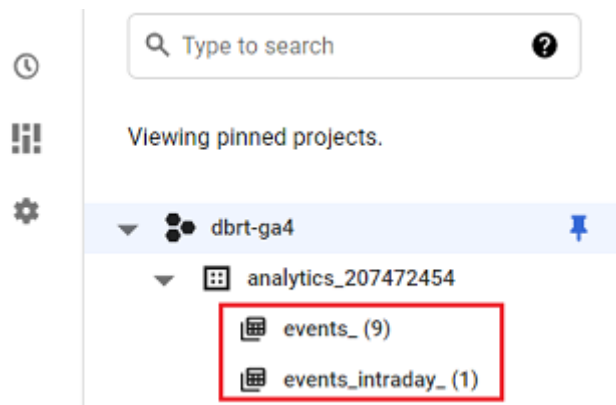 Type to search
Viewing pinned projects.
dbrt-ga4
analytics_207472454
events_ (9)
events_intraday_ (1)